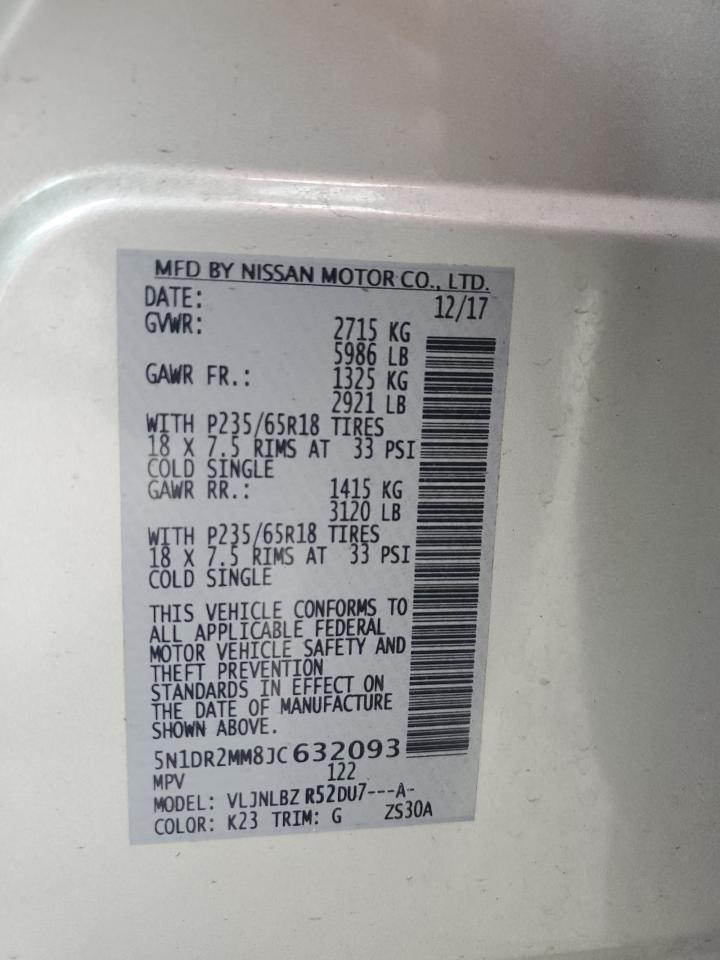 MFD BY NISSAN MOTOR CO., LTD.
DATE: 12/17
GVWR: 2715 KG
5986 LB
GAWR FR.: 1325 KG
2921 LB
WITH P235/65R18 TIRES
18 X 7.5 RIMS AT 33 PSI
COLD SINGLE
GAWR RR.: 1415 KG
3120 LB
WITH P235/65R18 TIRES
18 X 7.5 RIMS AT 33 PSI
COLD SINGLE
THIS VEHICLE CONFORMS TO
ALL APPLICABLE FEDERAL
MOTOR VEHICLE SAFETY AND
THEFT PREVENTION
STANDARDS IN EFFECT ON
THE DATE OF MANUFACTURE
SHOWN ABOVE.
5N1DR2MM8JC632093
MPV 122
MODEL: VLJNLBZ R52DU7---A-
COLOR: K23 TRIM: G ZS30A